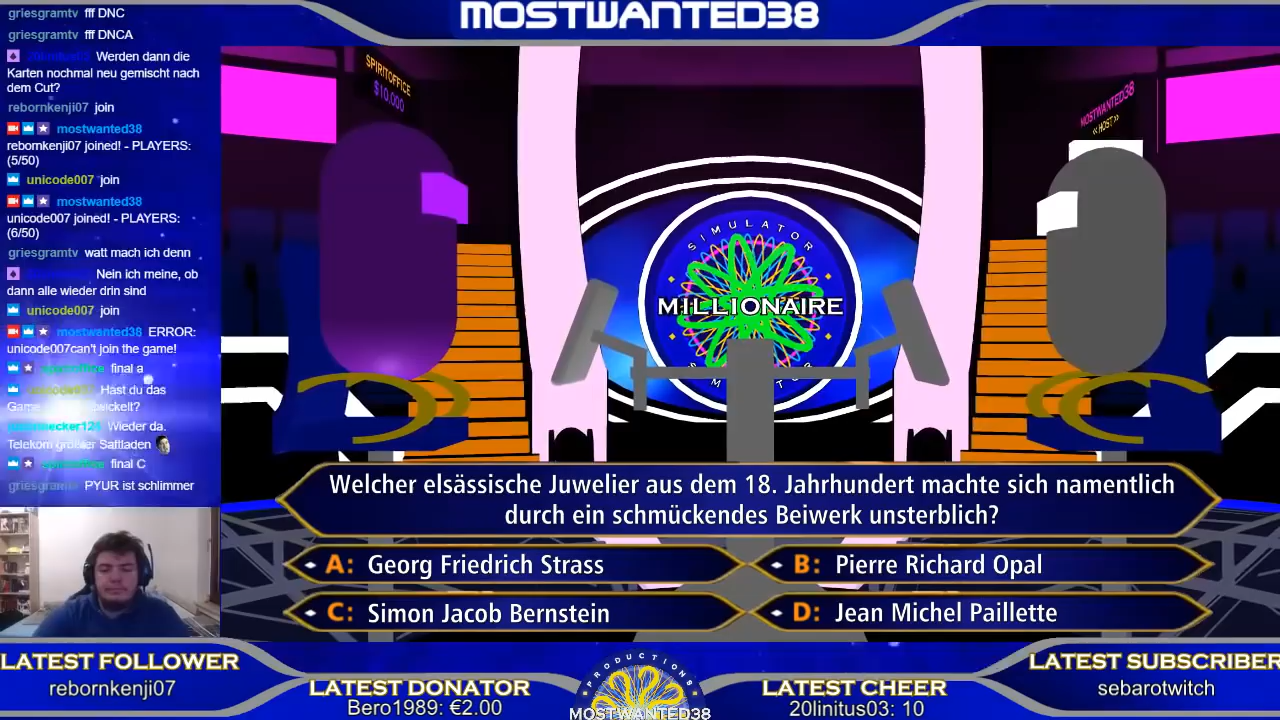 MOSTWANTED38
griesgramtv fff DNC
griesgramtv fff DNCA
Werden dann die
Karten nochmal neu gemischt nach
dem Cut?
rebornkenji07 join
mostwanted38
rebornkenji07 joined! - PLAYERS:
(5/50)
unicode007 join
mostwanted38
unicode007 joined! - PLAYERS:
(6/50)
griesgramtv watt mach ich denn
Nein ich meine, ob
dann alle wieder drin sind
unicode007 join
mostwanted38 ERROR:
unicode007can't join the game!
final a
Hast du das
Game
Wieder da.
Telekom großer Saftladen
final C
griesgramtv PYUR ist schlimmer
SPIRITOFFICE
$10,000
MOSTWANTED38
«HOST»
SIMULATOR
MILLIONAIRE
Welcher elsässische Juwelier aus dem 18. Jahrhundert machte sich namentlich
durch ein schmückendes Beiwerk unsterblich?
A: Georg Friedrich Strass
B: Pierre Richard Opal
C: Simon Jacob Bernstein
D: Jean Michel Paillette
LATEST FOLLOWER
rebornkenji07
LATEST DONATOR
Bero1989: €2.00
PRODUCTIONS
MOSTWANTED38
LATEST CHEER
20linitus03: 10
LATEST SUBSCRIBER
sebarotwitch